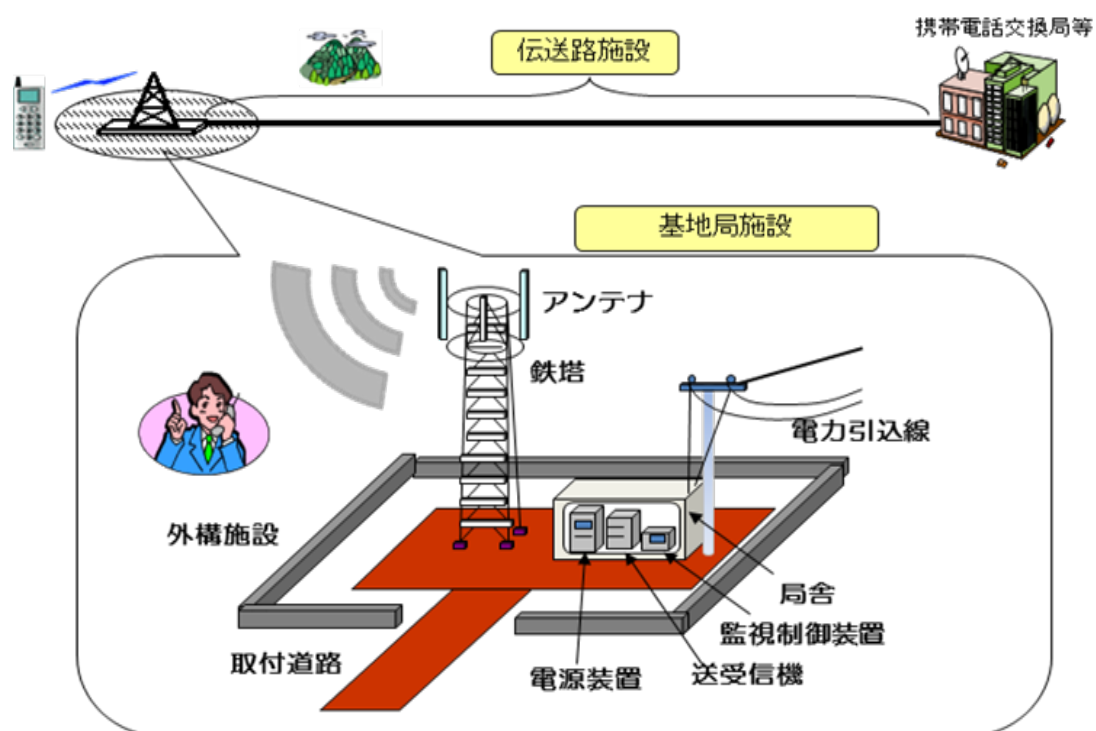 携帯電話交換局等
伝送路施設
基地局施設
アンテナ
鉄塔
電力引込線
外構施設
局舎
監視制御装置
取付道路
電源装置
送受信機